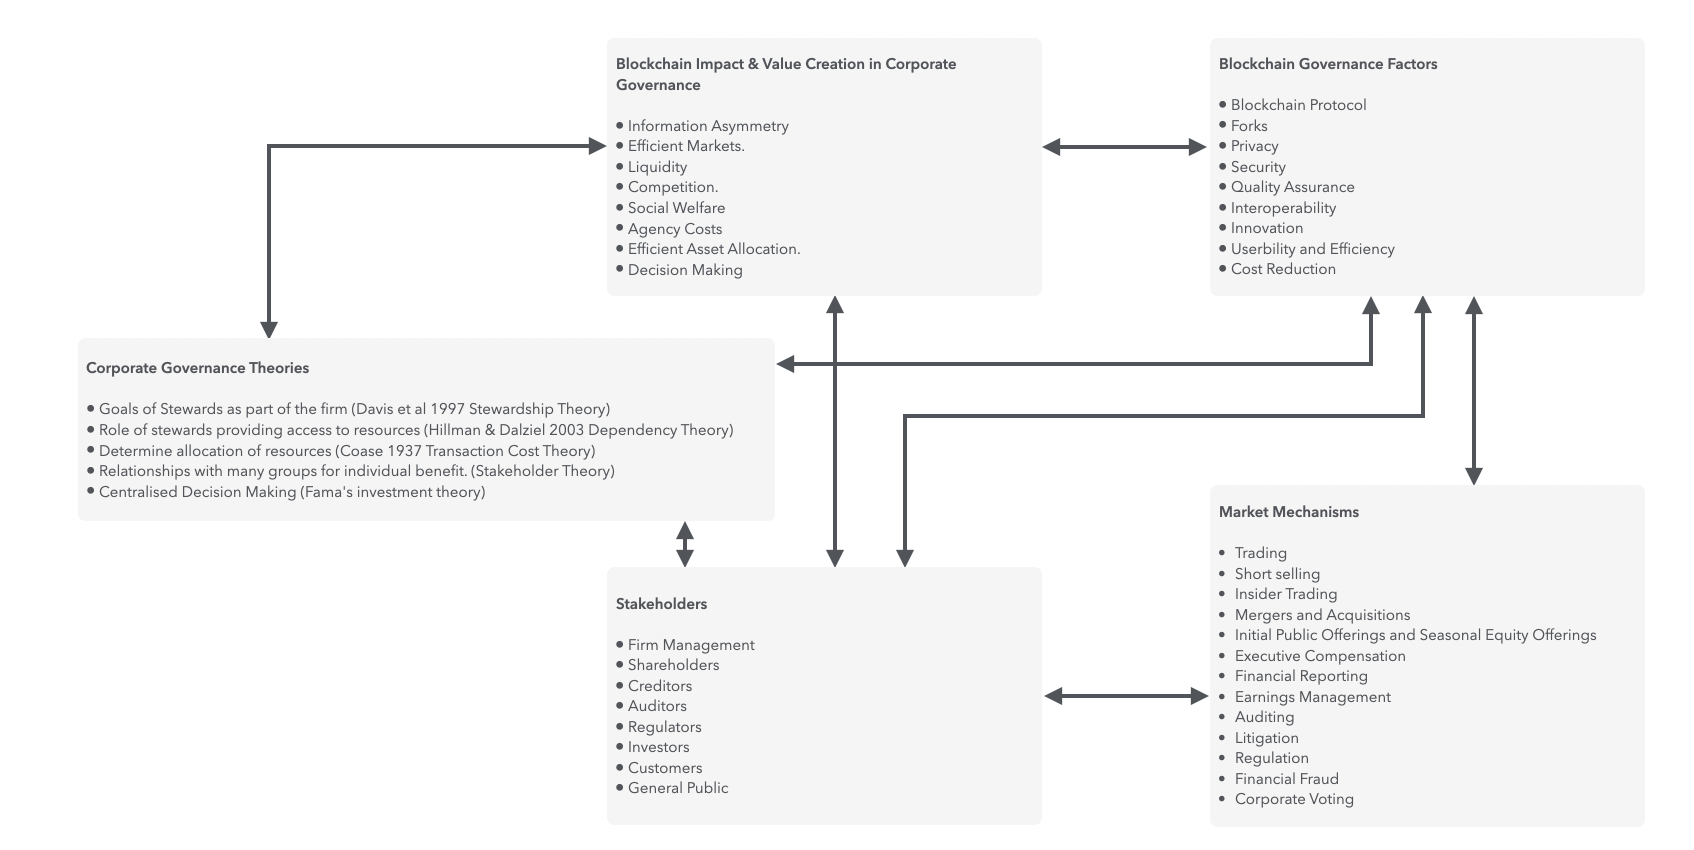 Blockchain Impact & Value Creation in Corporate
Governance
• Information Asymmetry
• Efficient Markets.
• Liquidity
• Competition.
• Social Welfare
• Agency Costs
• Efficient Asset Allocation.
• Decision Making
Blockchain Governance Factors
• Blockchain Protocol
• Forks
• Privacy
• Security
• Quality Assurance
• Interoperability
• Innovation
• Userbility and Efficiency
• Cost Reduction
Corporate Governance Theories
• Goals of Stewards as part of the firm (Davis et al 1997 Stewardship Theory)
• Role of stewards providing access to resources (Hillman & Dalziel 2003 Dependency Theory)
• Determine allocation of resources (Coase 1937 Transaction Cost Theory)
• Relationships with many groups for individual benefit. (Stakeholder Theory)
• Centralised Decision Making (Fama's investment theory)
Stakeholders
• Firm Management
• Shareholders
• Creditors
• Auditors
• Regulators
• Investors
• Customers
• General Public
Market Mechanisms
• Trading
• Short selling
• Insider Trading
• Mergers and Acquisitions
• Initial Public Offerings and Seasonal Equity Offerings
• Executive Compensation
• Financial Reporting
• Earnings Management
• Auditing
• Litigation
• Regulation
• Financial Fraud
• Corporate Voting